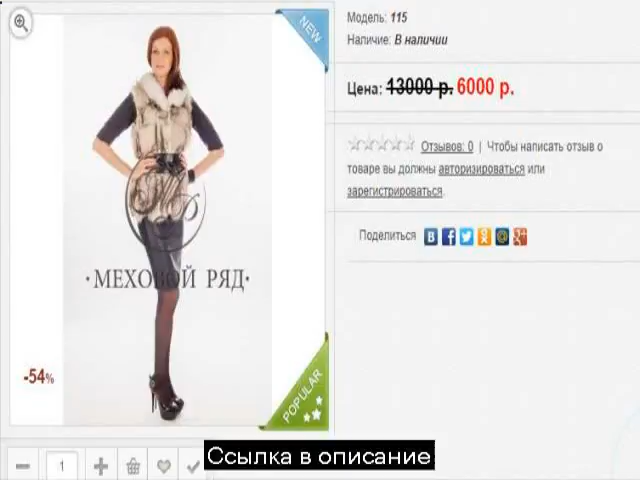 NEW
Модель: 115
Наличие: В наличии
Цена: 13000 р. 6000 р.
Отзывов: 0 | Чтобы написать отзыв о
товаре вы должны авторизироваться или
зарегистрироваться.
Поделиться
·МЕХОВОЙ РЯД·
-54%
POPULAR
1
Ссылка в описание